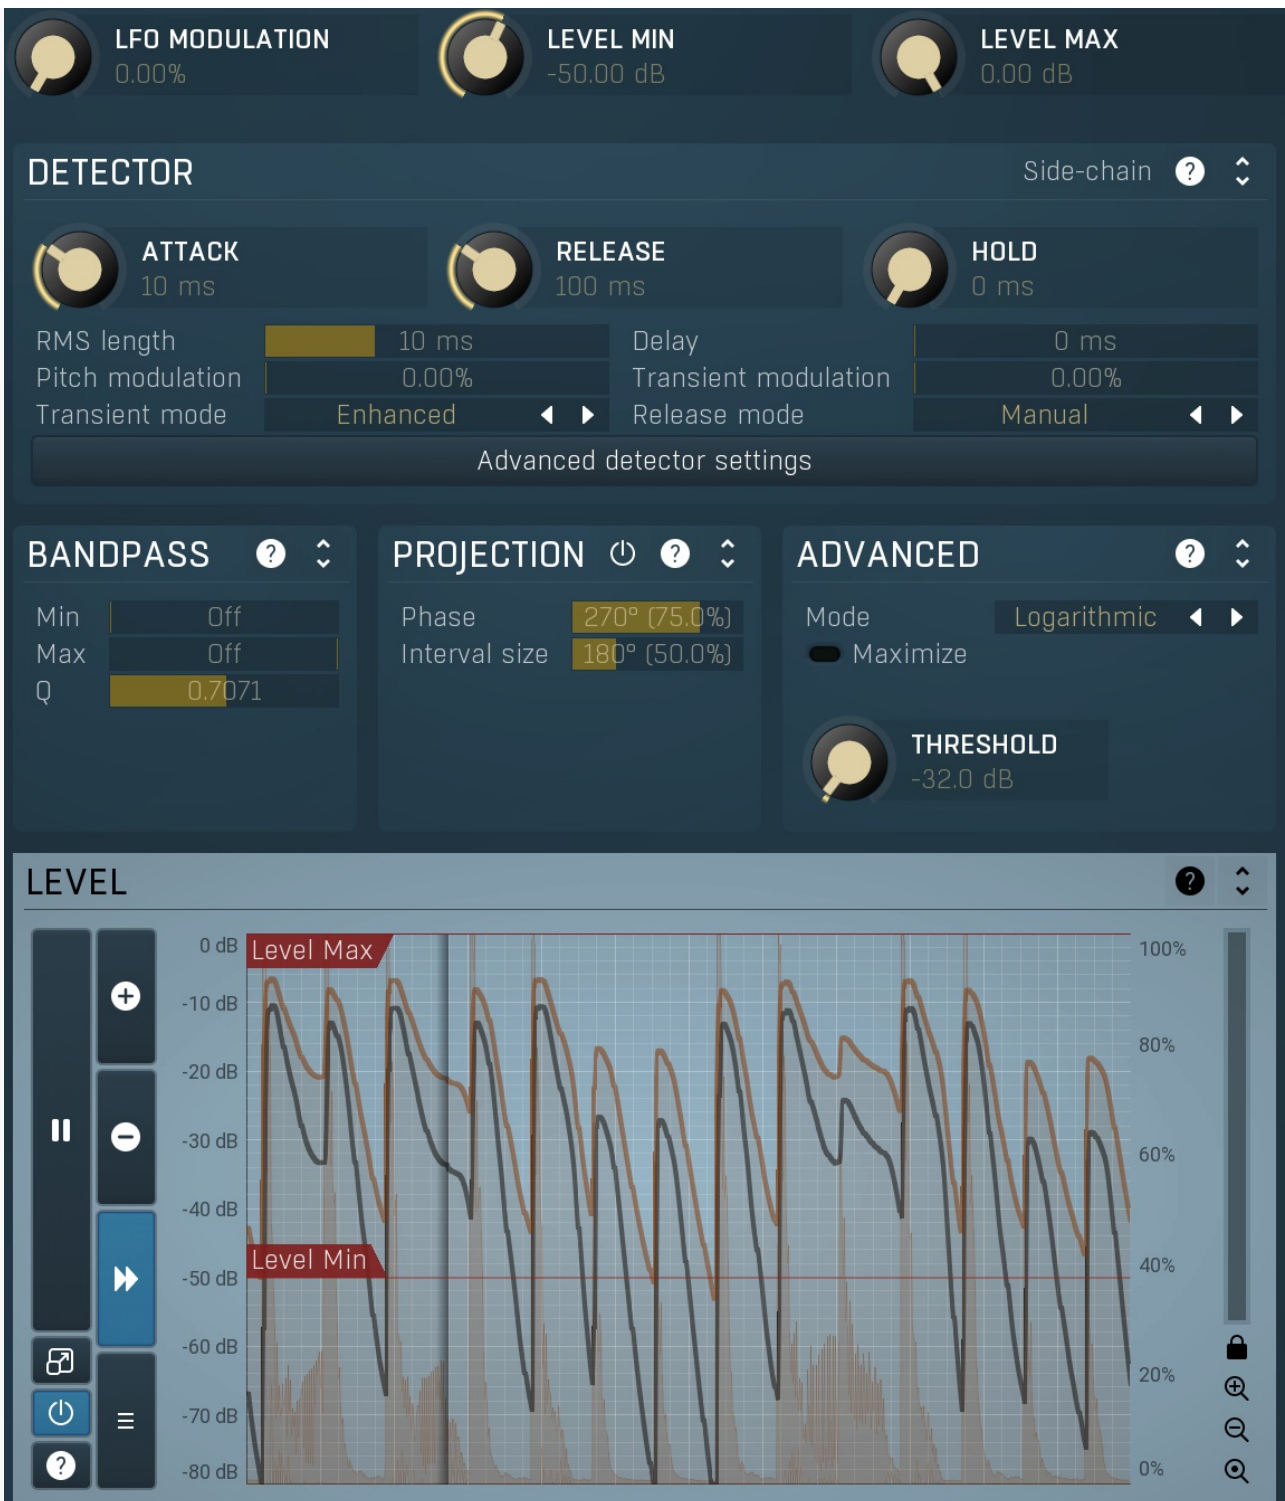 LFO MODULATION
0.00%
LEVEL MIN
-50.00 dB
LEVEL MAX
0.00 dB
DETECTOR
Side-chain
?
ATTACK
10 ms
RELEASE
100 ms
HOLD
0 ms
RMS length 10 ms
Delay 0 ms
Pitch modulation 0.00%
Transient modulation 0.00%
Transient mode Enhanced
Release mode Manual
Advanced detector settings
BANDPASS ?
Min Off
Max Off
Q 0.7071
PROJECTION ?
Phase 270° (75.0%)
Interval size 180° (50.0%)
ADVANCED ?
Mode Logarithmic
Maximize
THRESHOLD
-32.0 dB
LEVEL ?
0 dB
-10 dB
-20 dB
-30 dB
-40 dB
-50 dB
-60 dB
-70 dB
-80 dB
Level Max
Level Min
100%
80%
60%
40%
20%
0%
?